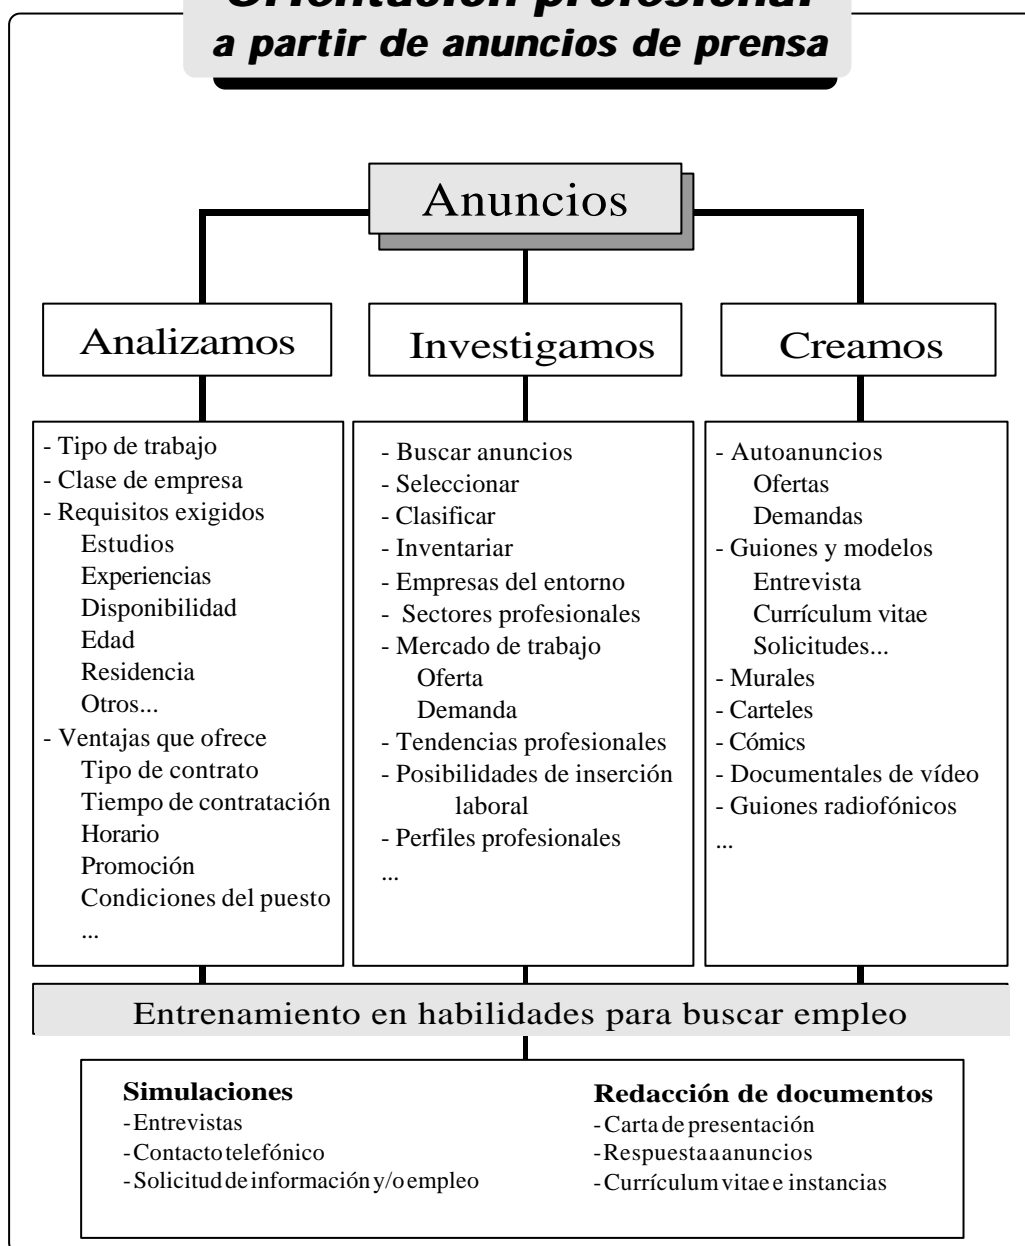 Orientación profesional
a partir de anuncios de prensa
Anuncios
Analizamos
Investigamos
Creamos
- Tipo de trabajo
- Clase de empresa
- Requisitos exigidos
Estudios
Experiencias
Disponibilidad
Edad
Residencia
Otros...
- Ventajas que ofrece
Tipo de contrato
Tiempo de contratación
Horario
Promoción
Condiciones del puesto
...
- Buscar anuncios
- Seleccionar
- Clasificar
- Inventariar
- Empresas del entorno
- Sectores profesionales
- Mercado de trabajo
Oferta
Demanda
- Tendencias profesionales
- Posibilidades de inserción
laboral
- Perfiles profesionales
...
- Autoanuncios
Ofertas
Demandas
- Guiones y modelos
Entrevista
Currículum vitae
Solicitudes...
- Murales
- Carteles
- Cómics
- Documentales de vídeo
- Guiones radiofónicos
...
Entrenamiento en habilidades para buscar empleo
Simulaciones
- Entrevistas
- Contacto telefónico
- Solicitud de información y/o empleo
Redacción de documentos
- Carta de presentación
- Respuesta a anuncios
- Currículum vitae e instancias